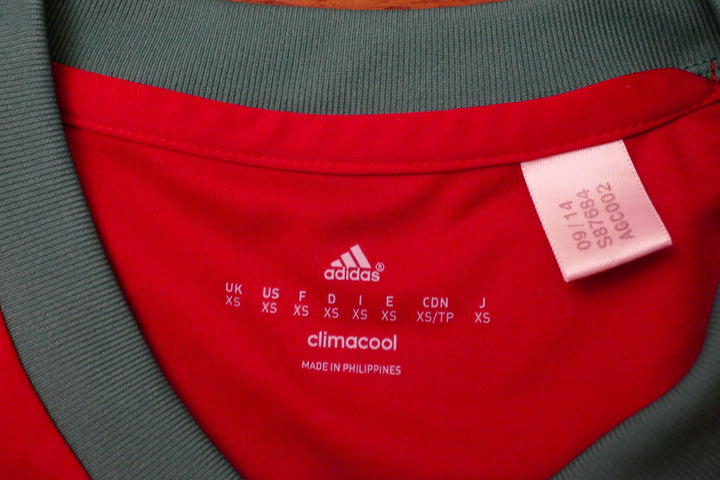 adidas®
UK US F D I E CDN J
XS XS XS XS XS XS XS/TP XS
climacool
MADE IN PHILIPPINES
09/14
S87684
AGC002